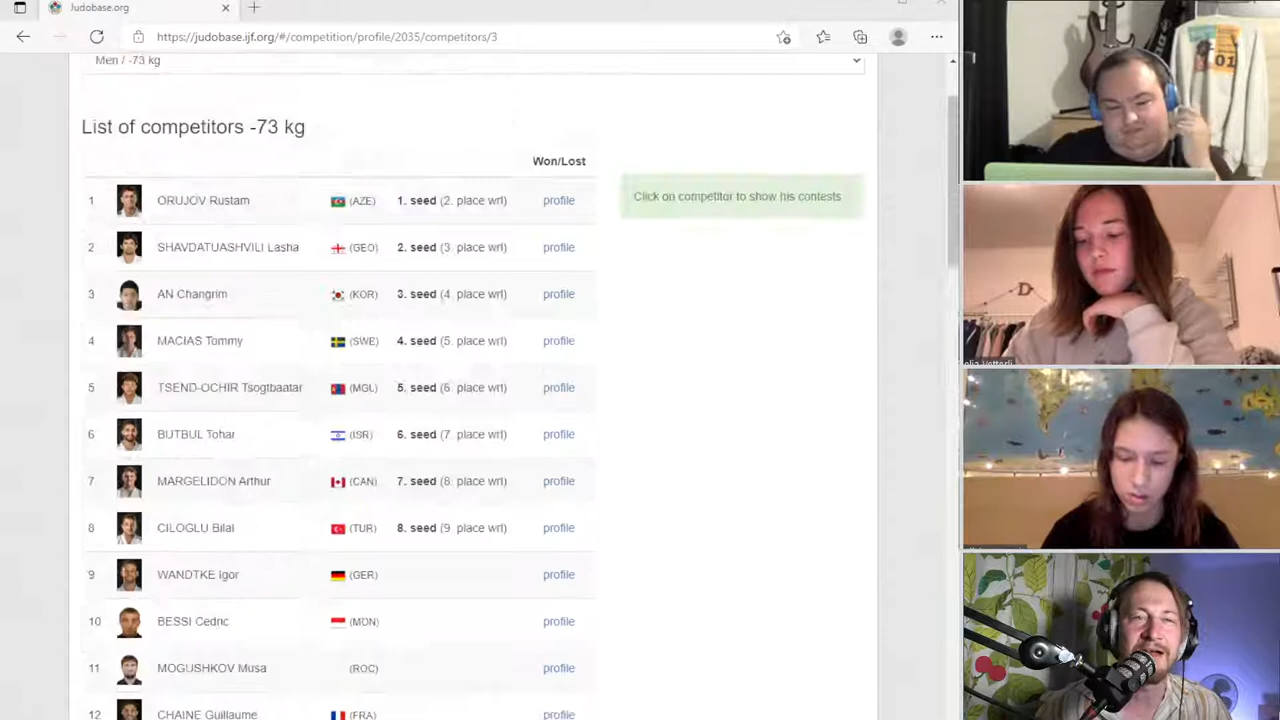 Judobase.org
https://judobase.ijf.org/#/competition/profile/2035/competitors/3
Men / -73 kg
List of competitors -73 kg
Won/Lost
1 ORUJOV Rustam (AZE) 1. seed (2. place wrl) profile
Click on competitor to show his contests
2 SHAVDATUASHVILI Lasha (GEO) 2. seed (3. place wrl) profile
3 AN Changrim (KOR) 3. seed (4. place wrl) profile
4 MACIAS Tommy (SWE) 4. seed (5. place wrl) profile
5 TSEND-OCHIR Tsogtbaatar (MGL) 5. seed (6. place wrl) profile
6 BUTBUL Tohar (ISR) 6. seed (7. place wrl) profile
7 MARGELIDON Arthur (CAN) 7. seed (8. place wrl) profile
8 CILOGLU Bilal (TUR) 8. seed (9. place wrl) profile
9 WANDTKE Igor (GER) profile
10 BESSI Cedric (MON) profile
11 MOGUSHKOV Musa (ROC) profile
12 CHAINE Guillaume (FRA) profile
D
01